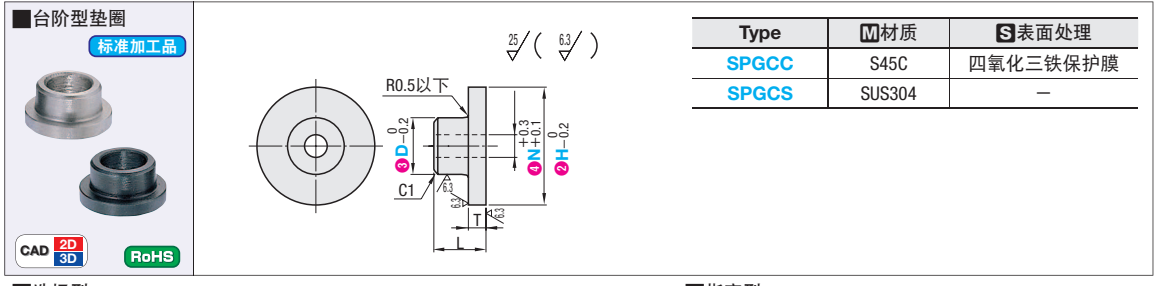 ■台阶型垫圈
标准加工品
CAD 2D 3D
RoHS
25 ( 6.3 )
R0.5以下
❸D 0 -0.2
❹N +0.3 +0.1
❷H 0 -0.2
C1
6.3
6.3
6.3
T
L
Type M材质 S表面处理
SPGCC S45C 四氧化三铁保护膜
SPGCS SUS304 －